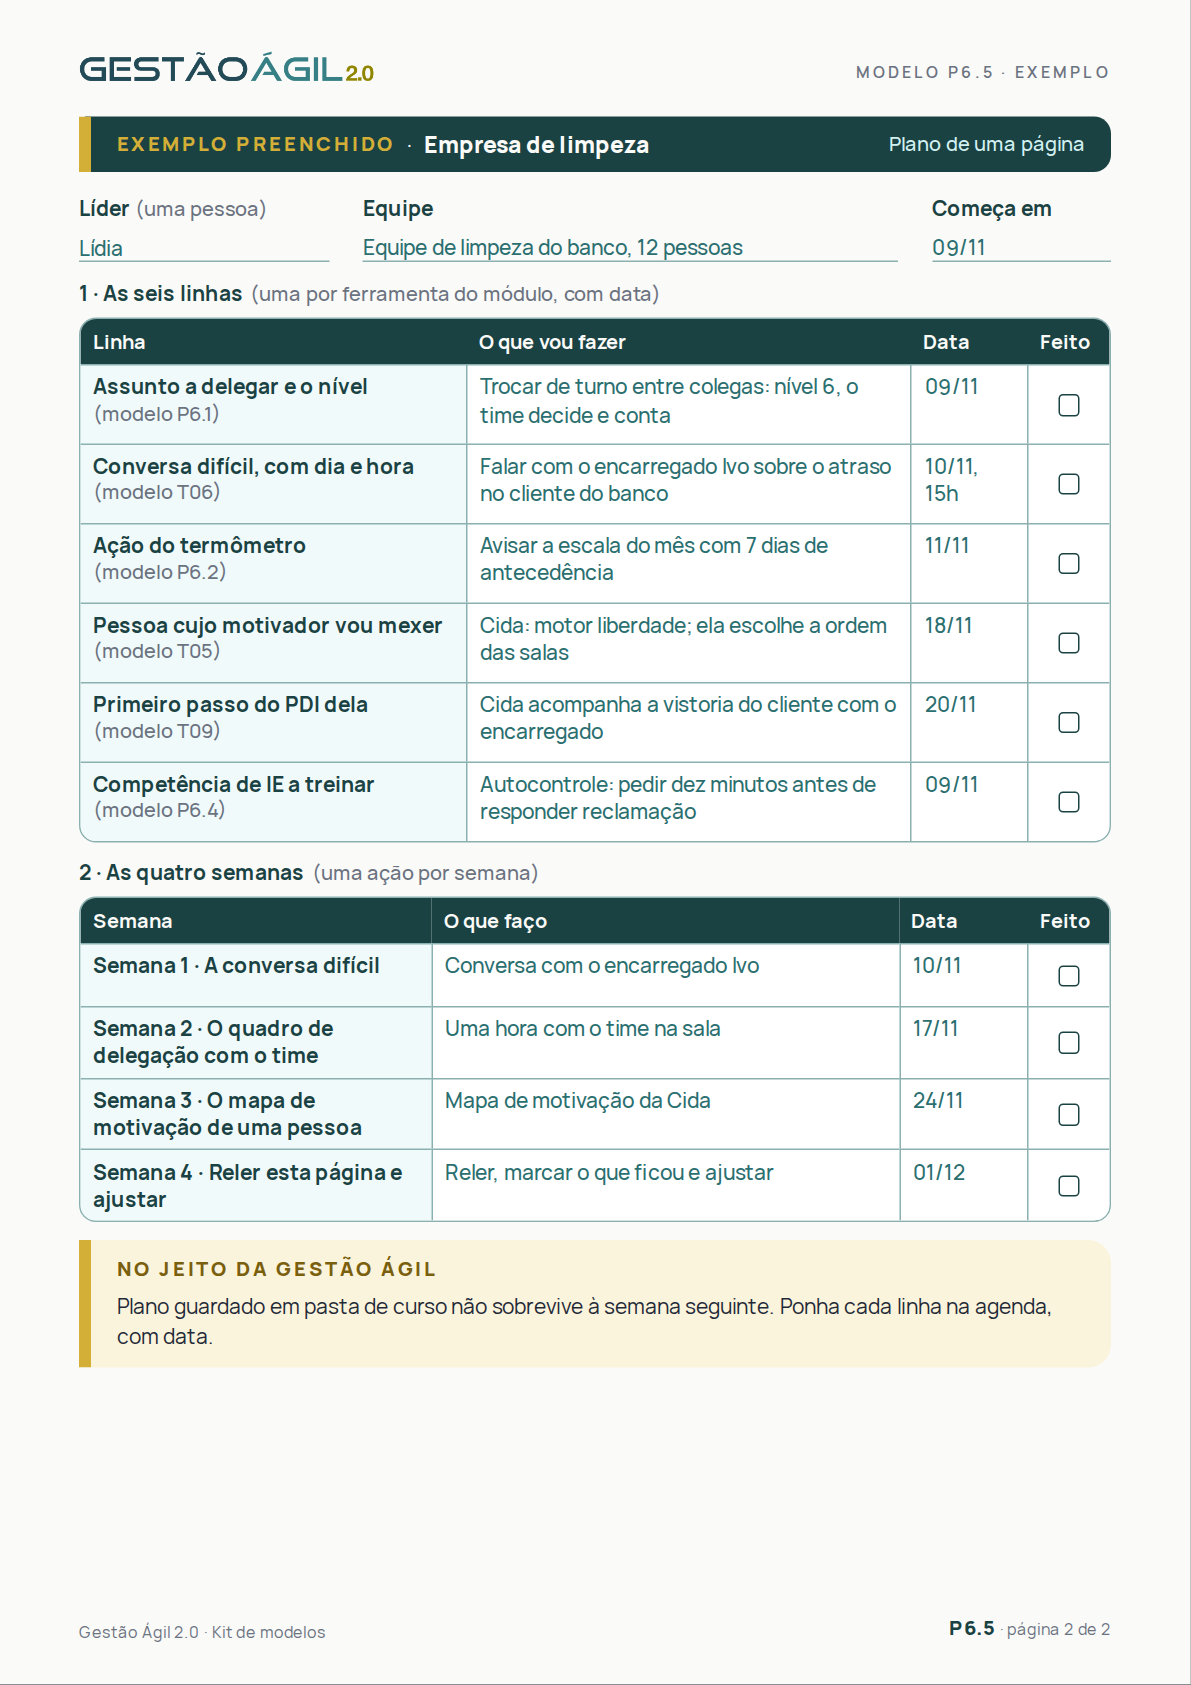 GESTÃOÁGIL2.0
MODELO P6.5 · EXEMPLO
EXEMPLO PREENCHIDO · Empresa de limpeza
Plano de uma página
Líder (uma pessoa)
Equipe
Começa em
Lídia
Equipe de limpeza do banco, 12 pessoas
09/11
1 · As seis linhas (uma por ferramenta do módulo, com data)
Linha
O que vou fazer
Data
Feito
Assunto a delegar e o nível
(modelo P6.1)
Trocar de turno entre colegas: nível 6, o
time decide e conta
09/11
Conversa difícil, com dia e hora
(modelo T06)
Falar com o encarregado Ivo sobre o atraso
no cliente do banco
10/11,
15h
Ação do termômetro
(modelo P6.2)
Avisar a escala do mês com 7 dias de
antecedência
11/11
Pessoa cujo motivador vou mexer
(modelo T05)
Cida: motor liberdade; ela escolhe a ordem
das salas
18/11
Primeiro passo do PDI dela
(modelo T09)
Cida acompanha a vistoria do cliente com o
encarregado
20/11
Competência de IE a treinar
(modelo P6.4)
Autocontrole: pedir dez minutos antes de
responder reclamação
09/11
2 · As quatro semanas (uma ação por semana)
Semana
O que faço
Data
Feito
Semana 1 · A conversa difícil
Conversa com o encarregado Ivo
10/11
Semana 2 · O quadro de
delegação com o time
Uma hora com o time na sala
17/11
Semana 3 · O mapa de
motivação de uma pessoa
Mapa de motivação da Cida
24/11
Semana 4 · Reler esta página e
ajustar
Reler, marcar o que ficou e ajustar
01/12
NO JEITO DA GESTÃO ÁGIL
Plano guardado em pasta de curso não sobrevive à semana seguinte. Ponha cada linha na agenda,
com data.
Gestão Ágil 2.0 · Kit de modelos
P6.5 · página 2 de 2